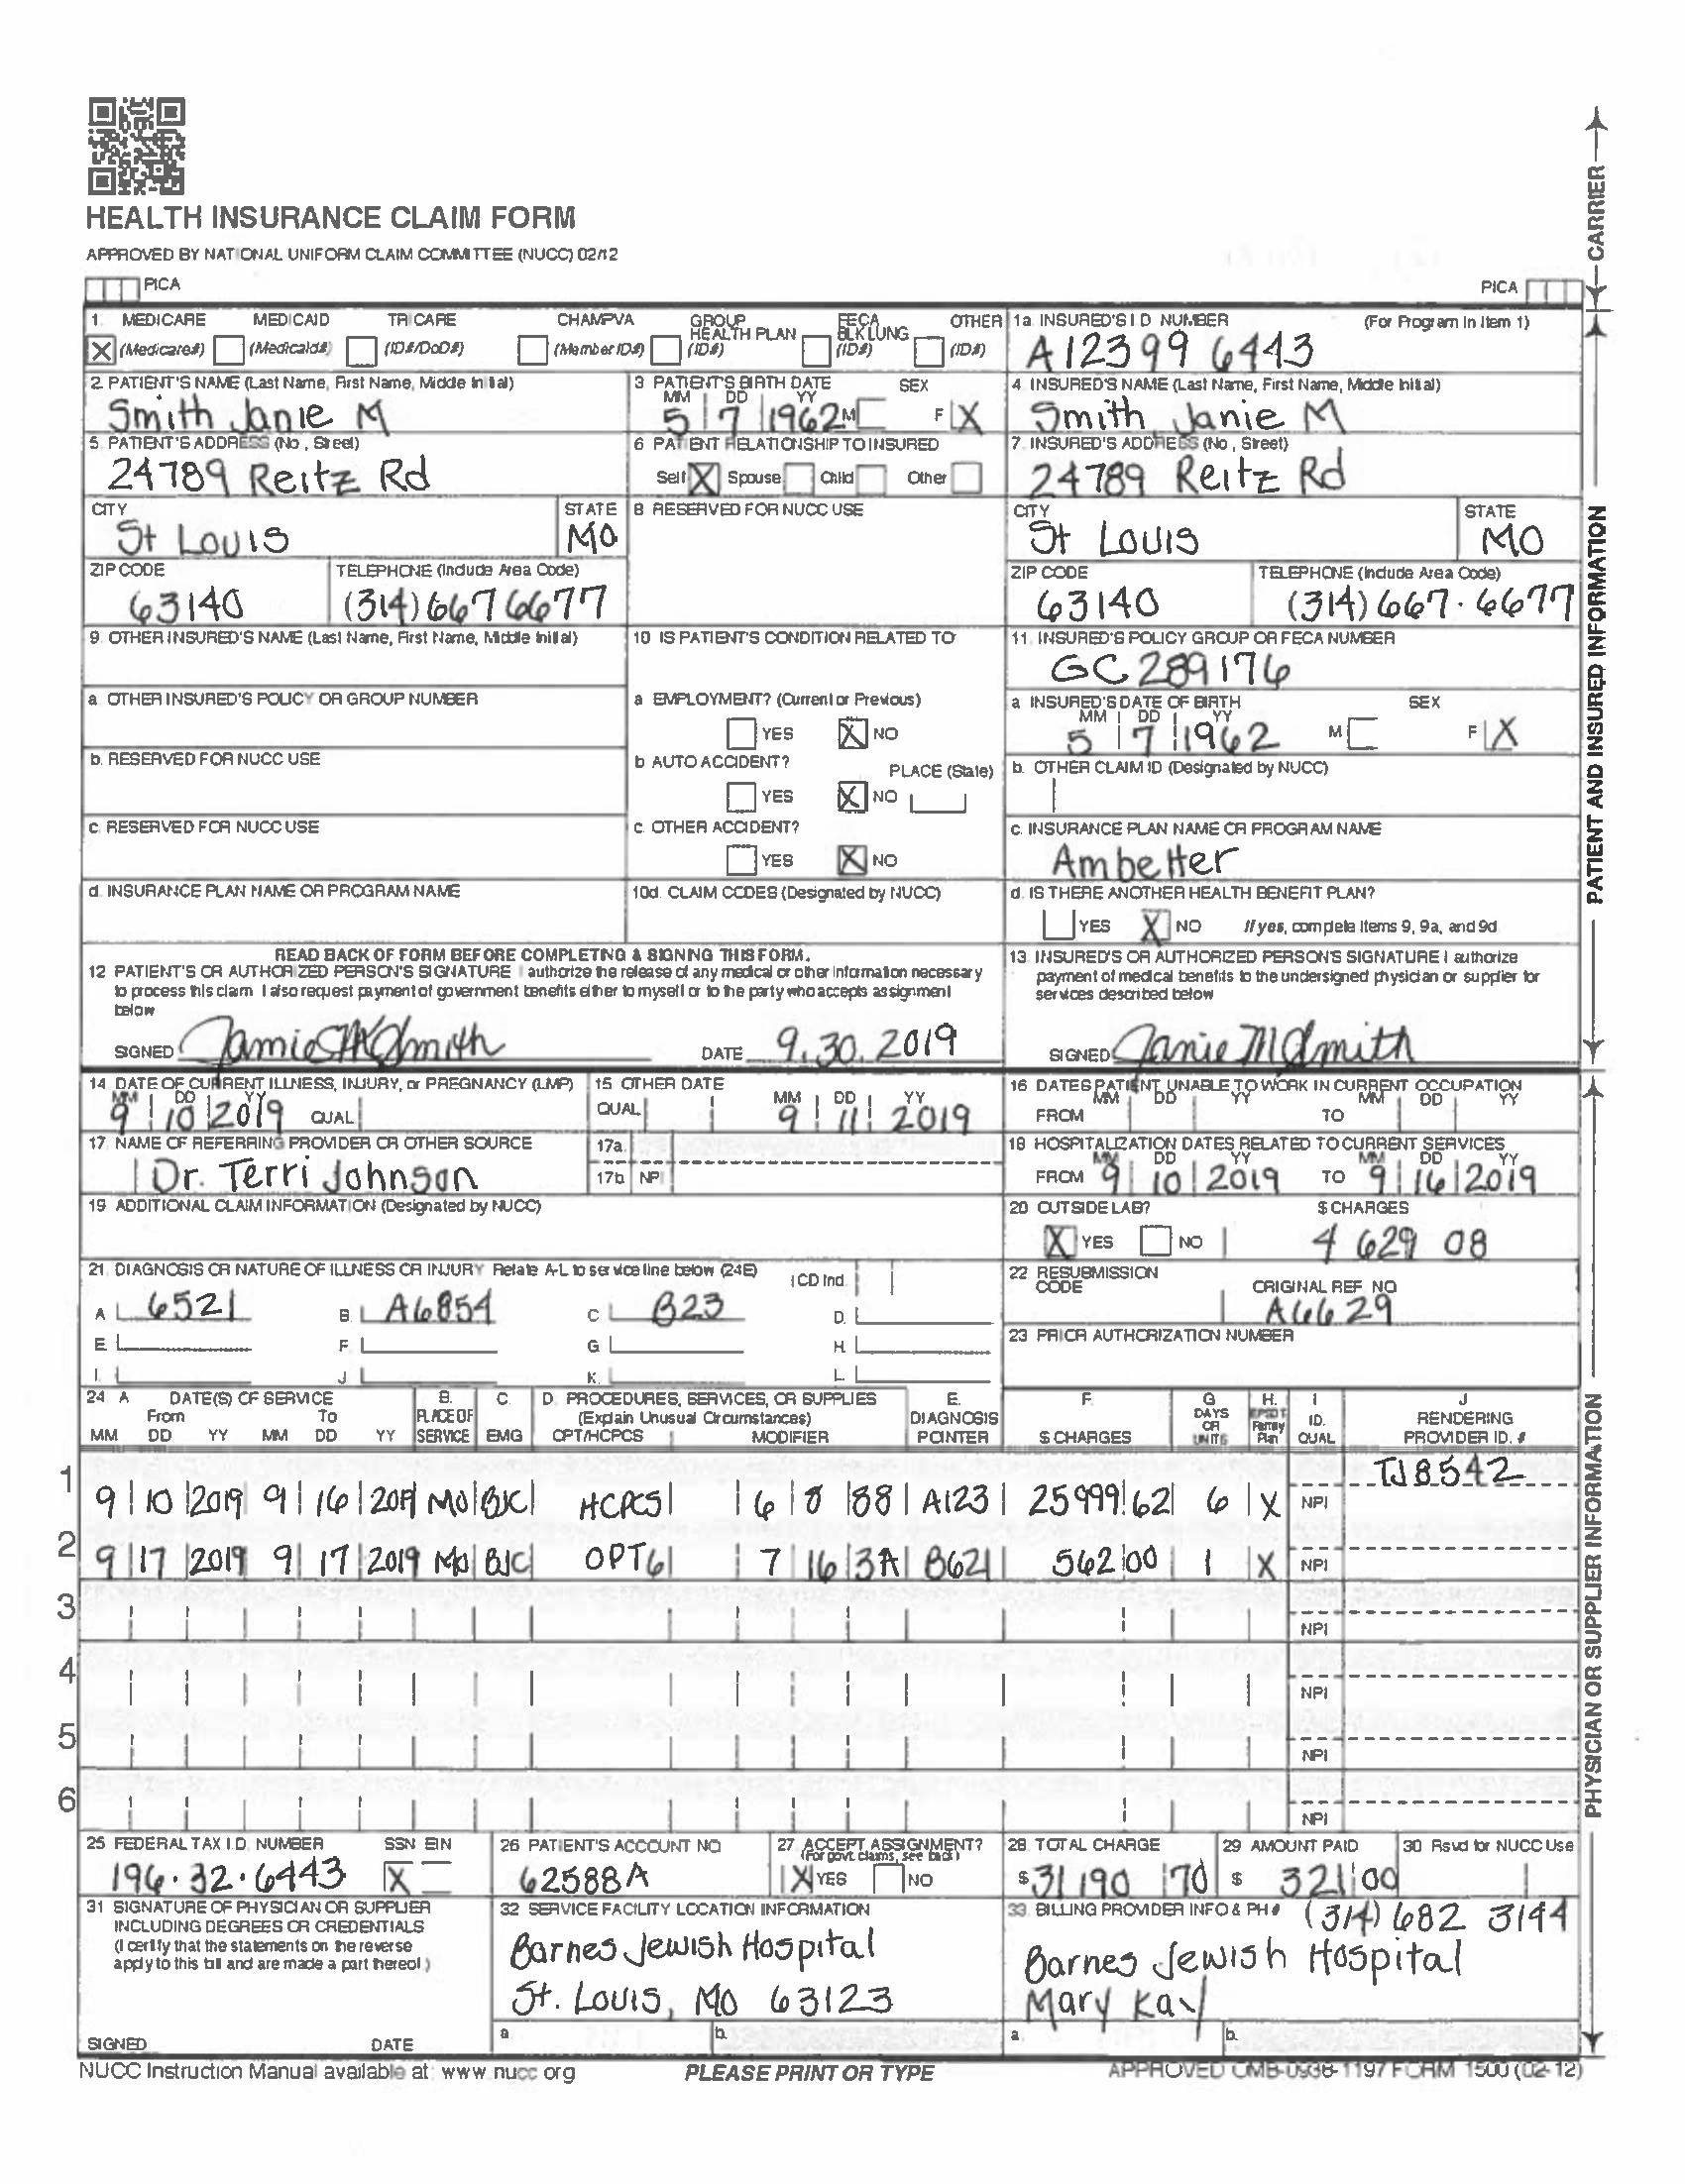 HEALTH INSURANCE CLAIM FORM
APPROVED BY NATIONAL UNIFORM CLAIM COMMITTEE (NUCC) 02/12
PICA
PICA
CARRIER
1. MEDICARE MEDICAID TRICARE CHAMPVA GROUP HEALTH PLAN FECA BLK LUNG OTHER
X (Medicare#) (Medicaid#) (ID#/DoD#) (Member ID#) (ID#) (ID#) (ID#)
1a. INSURED'S I.D. NUMBER (For Program in Item 1)
A12399 6443
2. PATIENT'S NAME (Last Name, First Name, Middle Initial)
Smith Janie M
3. PATIENT'S BIRTH DATE SEX
MM DD YY
5 7 1962 M F X
4. INSURED'S NAME (Last Name, First Name, Middle Initial)
Smith Janie M
5. PATIENT'S ADDRESS (No., Street)
24789 Reitz Rd
6. PATIENT RELATIONSHIP TO INSURED
Self X Spouse Child Other
7. INSURED'S ADDRESS (No., Street)
24789 Reitz Rd
CITY STATE
St Louis MO
8. RESERVED FOR NUCC USE
CITY STATE
St Louis MO
ZIP CODE TELEPHONE (Include Area Code)
63140 (314) 667 6677
ZIP CODE TELEPHONE (Include Area Code)
63140 (314) 667·6677
9. OTHER INSURED'S NAME (Last Name, First Name, Middle Initial)
10. IS PATIENT'S CONDITION RELATED TO
11. INSURED'S POLICY GROUP OR FECA NUMBER
GC 289176
a. OTHER INSURED'S POLICY OR GROUP NUMBER
a. EMPLOYMENT? (Current or Previous)
YES X NO
a. INSURED'S DATE OF BIRTH SEX
MM DD YY
5 7 1962 M F X
b. RESERVED FOR NUCC USE
b. AUTO ACCIDENT? PLACE (State)
YES X NO
b. OTHER CLAIM ID (Designated by NUCC)
c. RESERVED FOR NUCC USE
c. OTHER ACCIDENT?
YES X NO
c. INSURANCE PLAN NAME OR PROGRAM NAME
Ambetter
d. INSURANCE PLAN NAME OR PROGRAM NAME
10d. CLAIM CODES (Designated by NUCC)
d. IS THERE ANOTHER HEALTH BENEFIT PLAN?
YES X NO If yes, complete items 9, 9a, and 9d
PATIENT AND INSURED INFORMATION
READ BACK OF FORM BEFORE COMPLETING & SIGNING THIS FORM.
12. PATIENT'S OR AUTHORIZED PERSON'S SIGNATURE I authorize the release of any medical or other information necessary
to process this claim. I also request payment of government benefits either to myself or to the party who accepts assignment
below
SIGNED Janie M Smith DATE 9.30.2019
13. INSURED'S OR AUTHORIZED PERSON'S SIGNATURE I authorize
payment of medical benefits to the undersigned physician or supplier for
services described below
SIGNED Janie M Smith
14. DATE OF CURRENT ILLNESS, INJURY, or PREGNANCY (LMP)
MM DD YY
9 10 2019 QUAL.
15. OTHER DATE
QUAL. MM DD YY
9 11 2019
16. DATES PATIENT UNABLE TO WORK IN CURRENT OCCUPATION
MM DD YY MM DD YY
FROM TO
17. NAME OF REFERRING PROVIDER OR OTHER SOURCE
Dr. Terri Johnson
17a.
17b. NPI
18. HOSPITALIZATION DATES RELATED TO CURRENT SERVICES
MM DD YY MM DD YY
FROM 9 10 2019 TO 9 16 2019
19. ADDITIONAL CLAIM INFORMATION (Designated by NUCC)
20. OUTSIDE LAB? $ CHARGES
X YES NO 4 629 08
21. DIAGNOSIS OR NATURE OF ILLNESS OR INJURY Relate A-L to service line below (24E) ICD Ind.
A. 6521 B. A6854 C. B23 D.
E. F. G. H.
I. J. K. L.
22. RESUBMISSION CODE ORIGINAL REF. NO.
A6629
23. PRIOR AUTHORIZATION NUMBER
24. A. DATE(S) OF SERVICE B. C. D. PROCEDURES, SERVICES, OR SUPPLIES E. F. G. H. I. J.
From To PLACE OF (Explain Unusual Circumstances) DIAGNOSIS DAYS OR EPSDT Family ID. RENDERING
MM DD YY MM DD YY SERVICE EMG CPT/HCPCS MODIFIER POINTER $ CHARGES UNITS Plan QUAL. PROVIDER ID. #
TJ8542
1 9 10 2019 9 16 2019 MO BJC HCPCS 6 8 88 A123 25999 62 6 X NPI
2 9 17 2019 9 17 2019 MO BJC OPT6 7 16 3A B621 562 00 1 X NPI
3 NPI
4 NPI
5 NPI
6 NPI
PHYSICIAN OR SUPPLIER INFORMATION
25. FEDERAL TAX I.D. NUMBER SSN EIN
196·32·6443 X
26. PATIENT'S ACCOUNT NO.
62588A
27. ACCEPT ASSIGNMENT?
(For govt. claims, see back)
X YES NO
28. TOTAL CHARGE
$ 31190 70
29. AMOUNT PAID
$ 321 00
30. Rsvd for NUCC Use
31. SIGNATURE OF PHYSICIAN OR SUPPLIER
INCLUDING DEGREES OR CREDENTIALS
(I certify that the statements on the reverse
apply to this bill and are made a part thereof.)
SIGNED DATE
32. SERVICE FACILITY LOCATION INFORMATION
Barnes Jewish Hospital
St. Louis, MO 63123
a. b.
33. BILLING PROVIDER INFO & PH # (314) 682 3144
Barnes Jewish Hospital
Mary Kay
a. b.
NUCC Instruction Manual available at: www.nucc.org
PLEASE PRINT OR TYPE
APPROVED OMB-0938-1197 FORM 1500 (02-12)